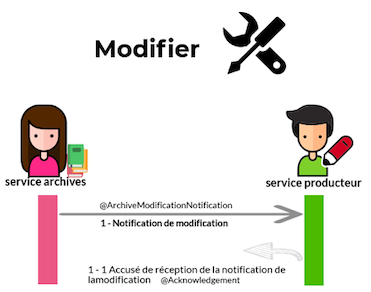 Modifier
service archives
service producteur
@ArchiveModificationNotification
1 - Notification de modification
1 - 1 Accusé de réception de la notification de
lamodification @Acknowledgement